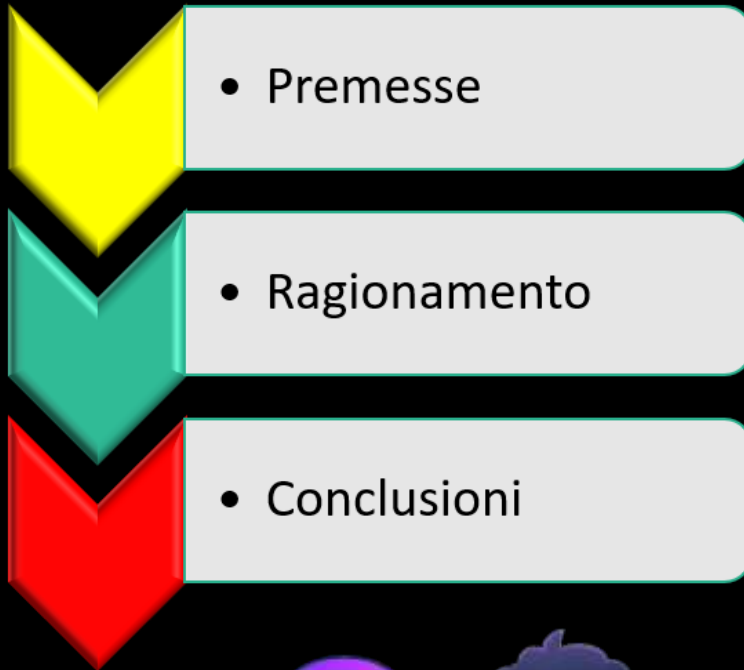 • Premesse
• Ragionamento
• Conclusioni